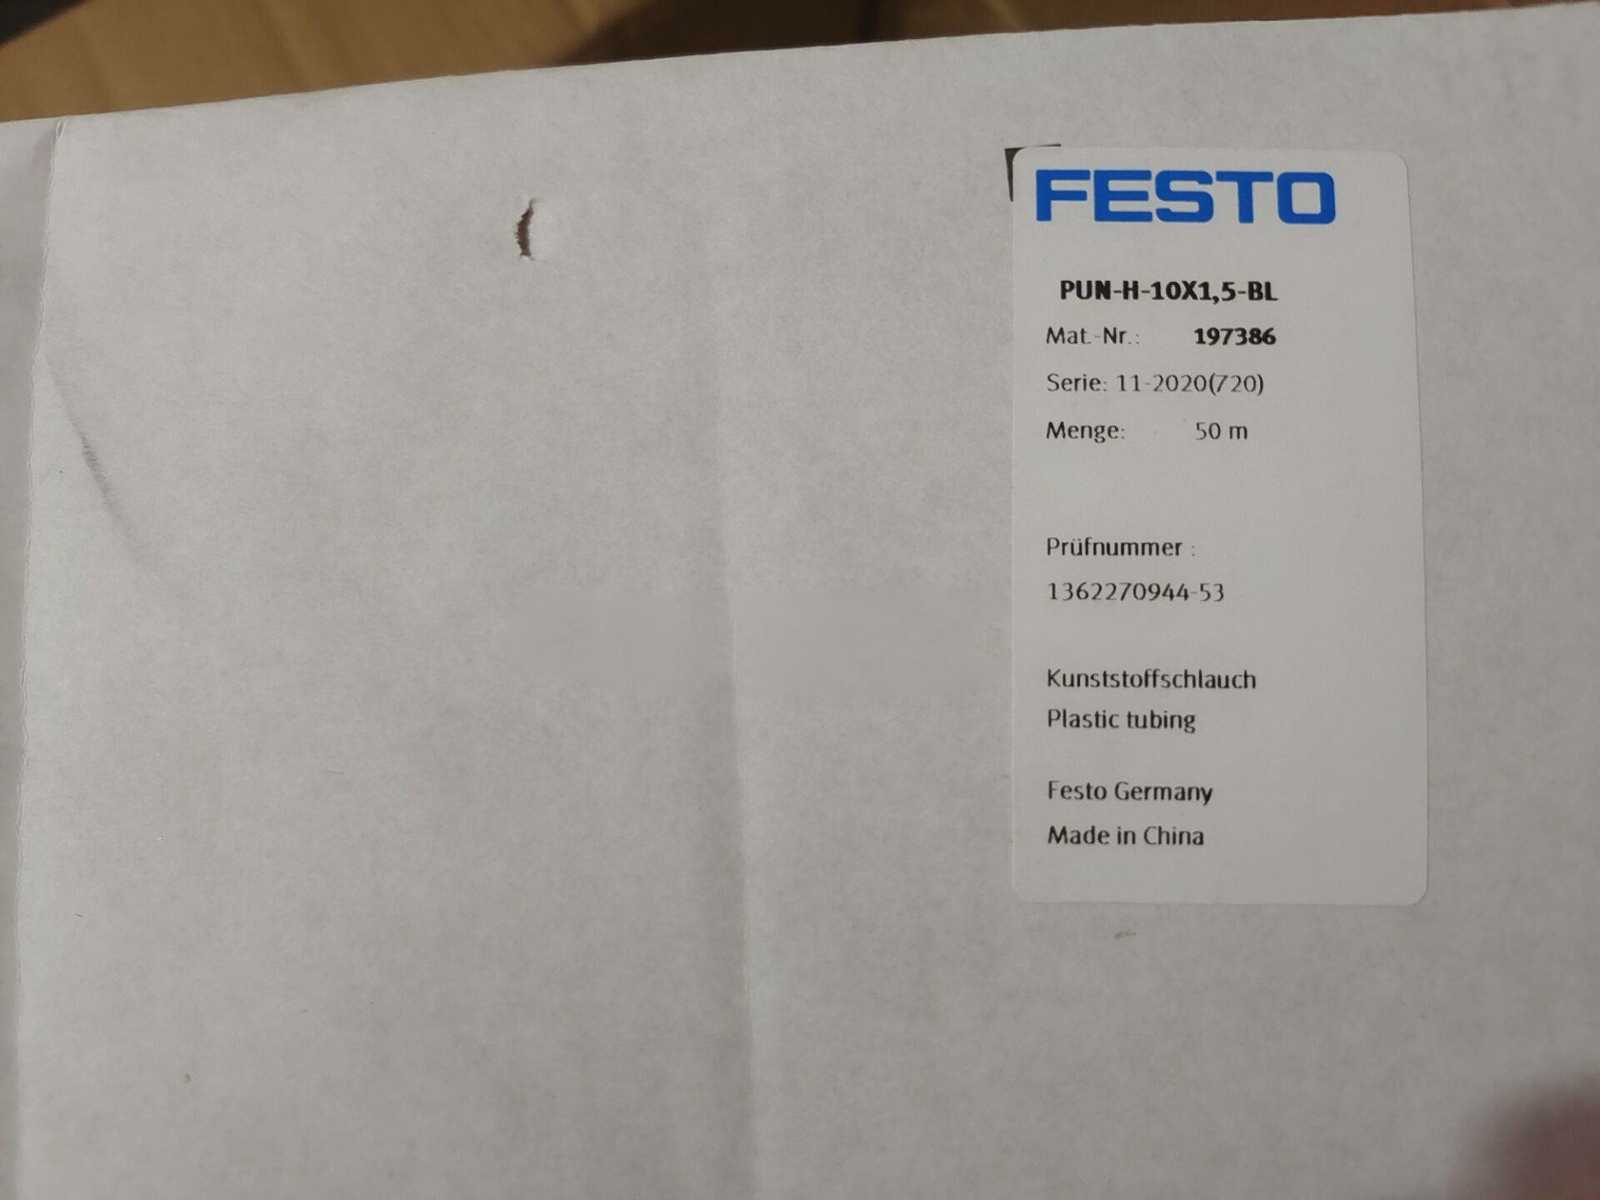 FESTO
PUN-H-10X1,5-BL
Mat.-Nr.: 197386
Serie: 11-2020(720)
Menge: 50 m
Prüfnummer :
1362270944-53
Kunststoffschlauch
Plastic tubing
Festo Germany
Made in China